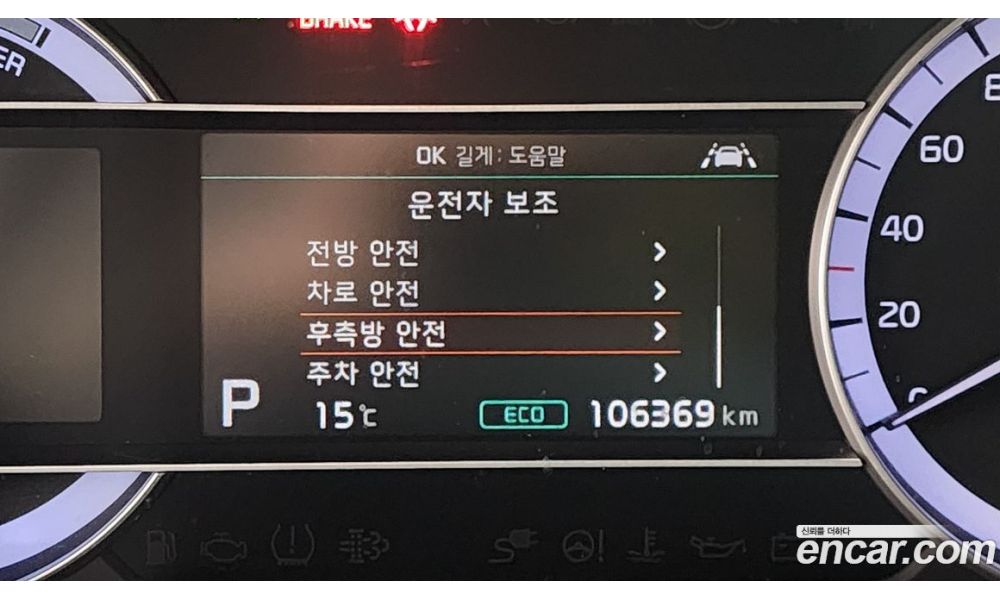 BRAKE
ER
OK 길게 : 도움말
운전자 보조
전방 안전
차로 안전
후측방 안전
주차 안전
P 15℃ ECO 106369 km
60
40
20
신뢰를 더하다
encar.com